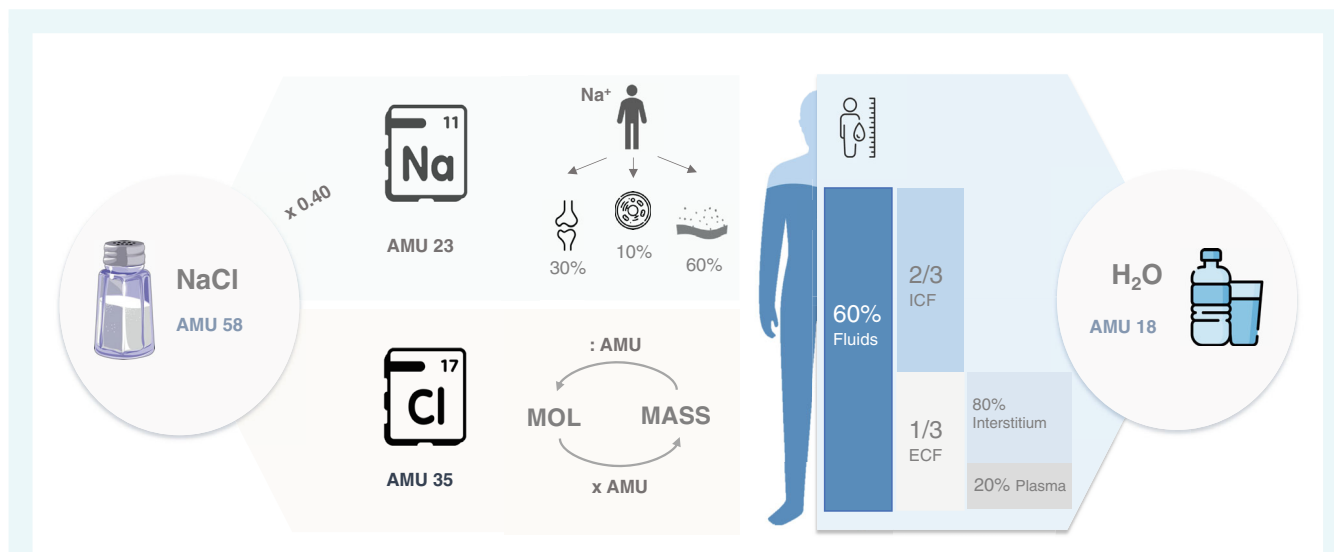 NaCl
AMU 58
x 0.40
11
Na
AMU 23
Na⁺
30%
10%
60%
17
Cl
AMU 35
: AMU
MOL
MASS
x AMU
60%
Fluids
2/3
ICF
1/3
ECF
80%
Interstitium
20% Plasma
H₂O
AMU 18